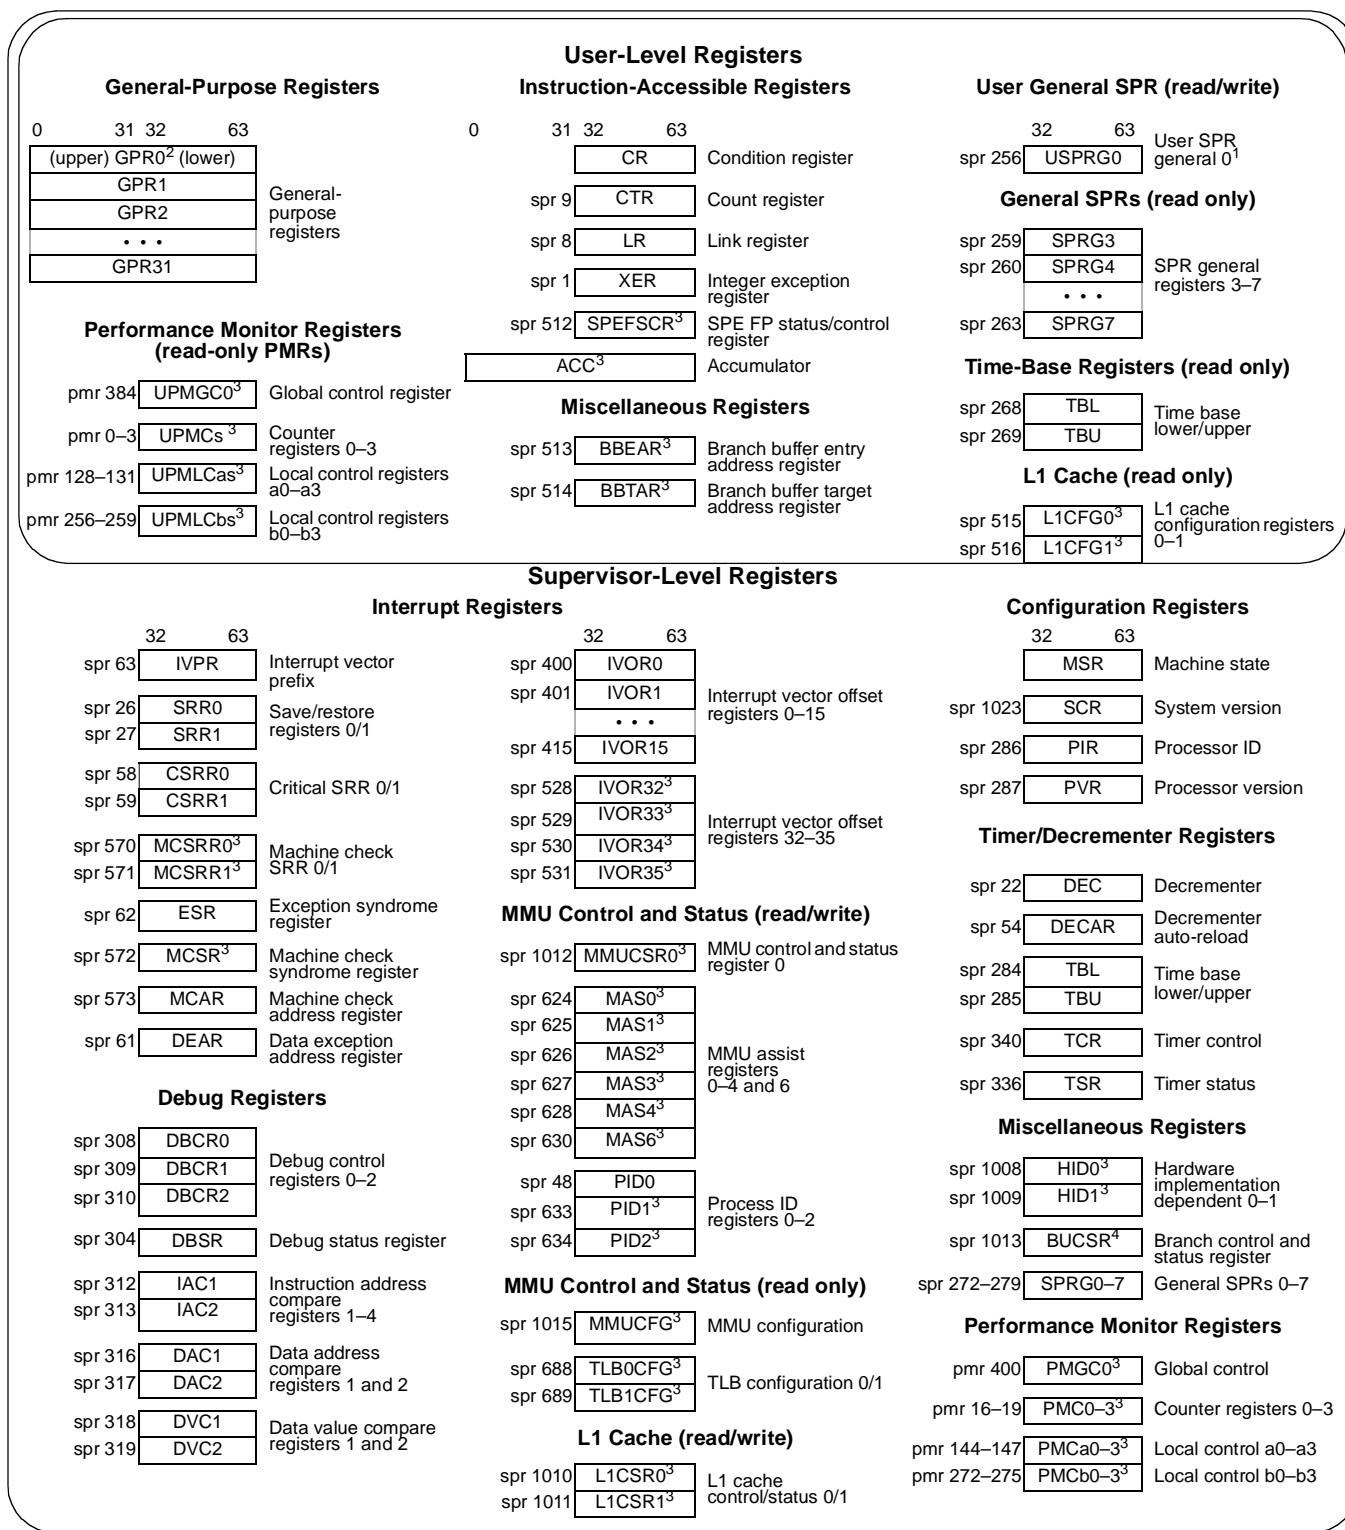 User-Level Registers
General-Purpose Registers
0 31 32 63
(upper) GPR0² (lower)
GPR1
GPR2
• • •
GPR31
General-
purpose
registers
Performance Monitor Registers
(read-only PMRs)
pmr 384 UPMGC0³ Global control register
pmr 0–3 UPMCs ³ Counter
registers 0–3
pmr 128–131 UPMLCas³ Local control registers
a0–a3
pmr 256–259 UPMLCbs³ Local control registers
b0–b3
Instruction-Accessible Registers
0 31 32 63
CR Condition register
spr 9 CTR Count register
spr 8 LR Link register
spr 1 XER Integer exception
register
spr 512 SPEFSCR³ SPE FP status/control
register
ACC³ Accumulator
Miscellaneous Registers
spr 513 BBEAR³ Branch buffer entry
address register
spr 514 BBTAR³ Branch buffer target
address register
User General SPR (read/write)
32 63
spr 256 USPRG0 User SPR
general 0¹
General SPRs (read only)
spr 259 SPRG3
spr 260 SPRG4
• • •
spr 263 SPRG7
SPR general
registers 3–7
Time-Base Registers (read only)
spr 268 TBL
spr 269 TBU
Time base
lower/upper
L1 Cache (read only)
spr 515 L1CFG0³
spr 516 L1CFG1³
L1 cache
configuration registers
0–1
Supervisor-Level Registers
Interrupt Registers
32 63
spr 63 IVPR Interrupt vector
prefix
spr 26 SRR0
spr 27 SRR1
Save/restore
registers 0/1
spr 58 CSRR0
spr 59 CSRR1
Critical SRR 0/1
spr 570 MCSRR0³
spr 571 MCSRR1³
Machine check
SRR 0/1
spr 62 ESR Exception syndrome
register
spr 572 MCSR³ Machine check
syndrome register
spr 573 MCAR Machine check
address register
spr 61 DEAR Data exception
address register
Debug Registers
spr 308 DBCR0
spr 309 DBCR1
spr 310 DBCR2
Debug control
registers 0–2
spr 304 DBSR Debug status register
spr 312 IAC1
spr 313 IAC2
Instruction address
compare
registers 1–4
spr 316 DAC1
spr 317 DAC2
Data address
compare
registers 1 and 2
spr 318 DVC1
spr 319 DVC2
Data value compare
registers 1 and 2
32 63
spr 400 IVOR0
spr 401 IVOR1
• • •
spr 415 IVOR15
Interrupt vector offset
registers 0–15
spr 528 IVOR32³
spr 529 IVOR33³
spr 530 IVOR34³
spr 531 IVOR35³
Interrupt vector offset
registers 32–35
MMU Control and Status (read/write)
spr 1012 MMUCSR0³ MMU control and status
register 0
spr 624 MAS0³
spr 625 MAS1³
spr 626 MAS2³
spr 627 MAS3³
spr 628 MAS4³
spr 630 MAS6³
MMU assist
registers
0–4 and 6
spr 48 PID0
spr 633 PID1³
spr 634 PID2³
Process ID
registers 0–2
MMU Control and Status (read only)
spr 1015 MMUCFG³ MMU configuration
spr 688 TLB0CFG³
spr 689 TLB1CFG³
TLB configuration 0/1
L1 Cache (read/write)
spr 1010 L1CSR0³
spr 1011 L1CSR1³
L1 cache
control/status 0/1
Configuration Registers
32 63
MSR Machine state
spr 1023 SCR System version
spr 286 PIR Processor ID
spr 287 PVR Processor version
Timer/Decrementer Registers
spr 22 DEC Decrementer
spr 54 DECAR Decrementer
auto-reload
spr 284 TBL
spr 285 TBU
Time base
lower/upper
spr 340 TCR Timer control
spr 336 TSR Timer status
Miscellaneous Registers
spr 1008 HID0³
spr 1009 HID1³
Hardware
implementation
dependent 0–1
spr 1013 BUCSR⁴ Branch control and
status register
spr 272–279 SPRG0–7 General SPRs 0–7
Performance Monitor Registers
pmr 400 PMGC0³ Global control
pmr 16–19 PMC0–3³ Counter registers 0–3
pmr 144–147 PMCa0–3³ Local control a0–a3
pmr 272–275 PMCb0–3³ Local control b0–b3